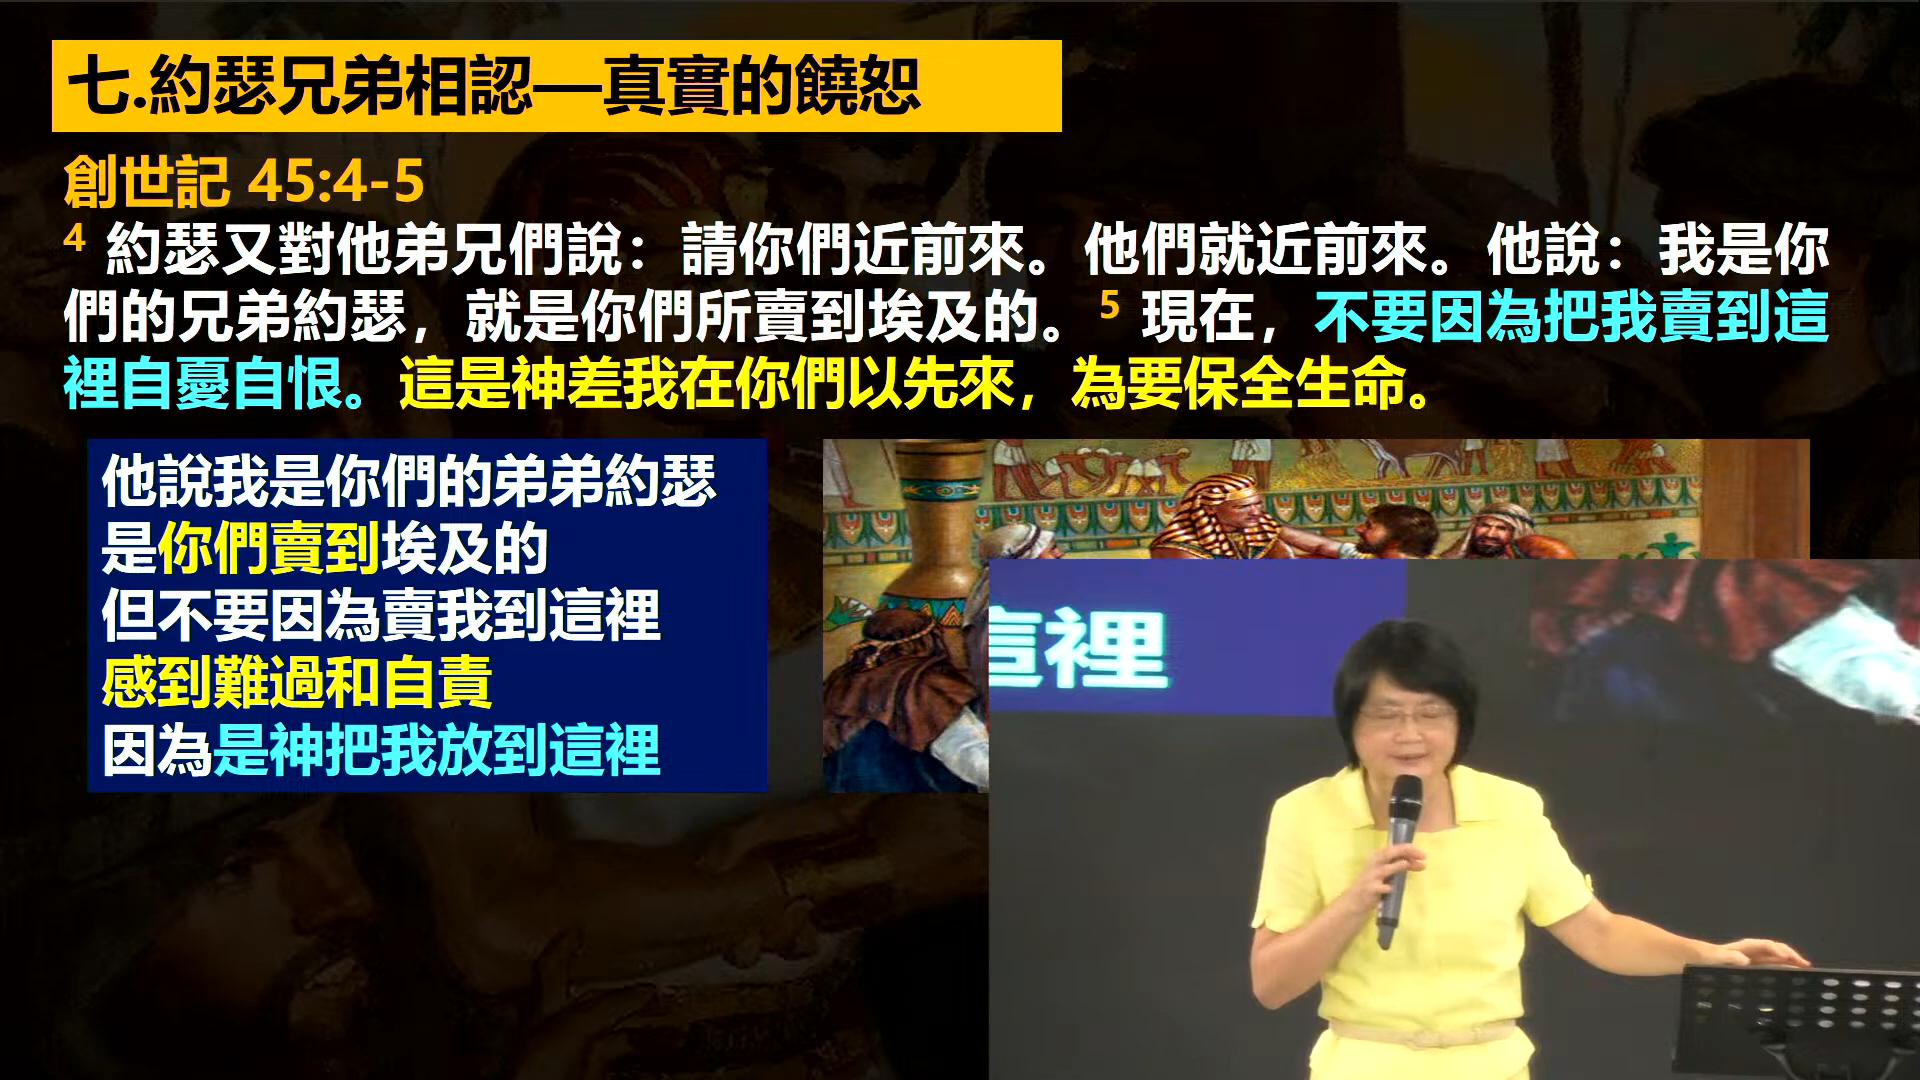 七.約瑟兄弟相認—真實的饒恕
創世記 45:4-5
4 約瑟又對他弟兄們說：請你們近前來。他們就近前來。他說：我是你
們的兄弟約瑟，就是你們所賣到埃及的。5 現在，不要因為把我賣到這
裡自憂自恨。這是神差我在你們以先來，為要保全生命。
他說我是你們的弟弟約瑟
是你們賣到埃及的
但不要因為賣我到這裡
感到難過和自責
因為是神把我放到這裡
這裡